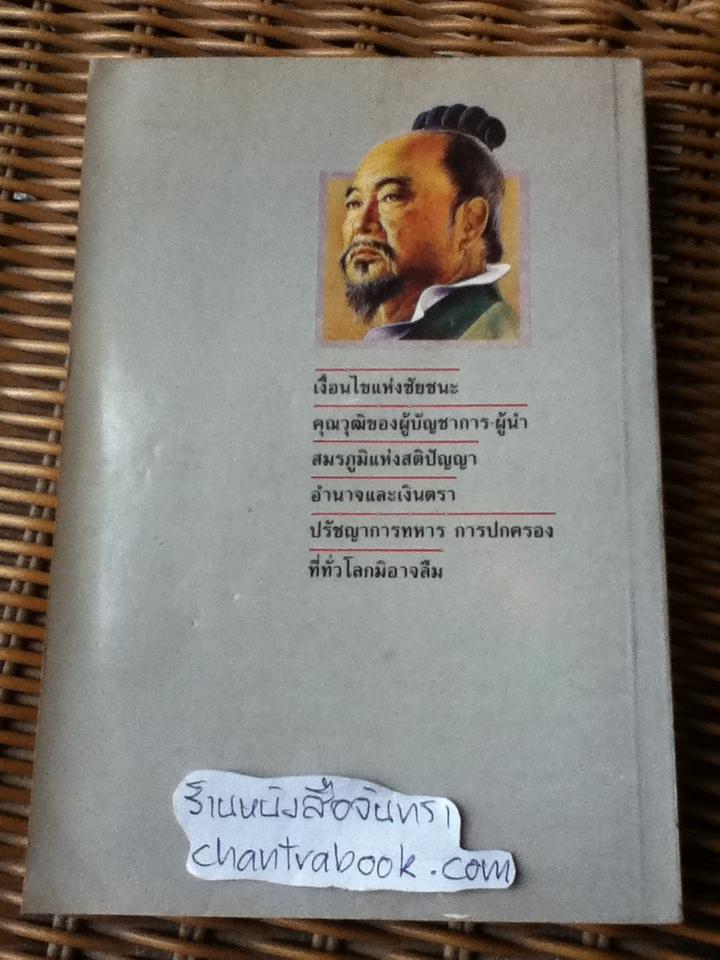 เงื่อนไขแห่งชัยชนะ
คุณวุฒิของผู้บัญชาการ-ผู้นำ
สมรภูมิแห่งสติปัญญา
อำนาจและเงินตรา
ปรัชญาการทหาร การปกครอง
ที่ทั่วโลกมิอาจลืม
ร้านหนังสือจันทรา
chantrabook.com